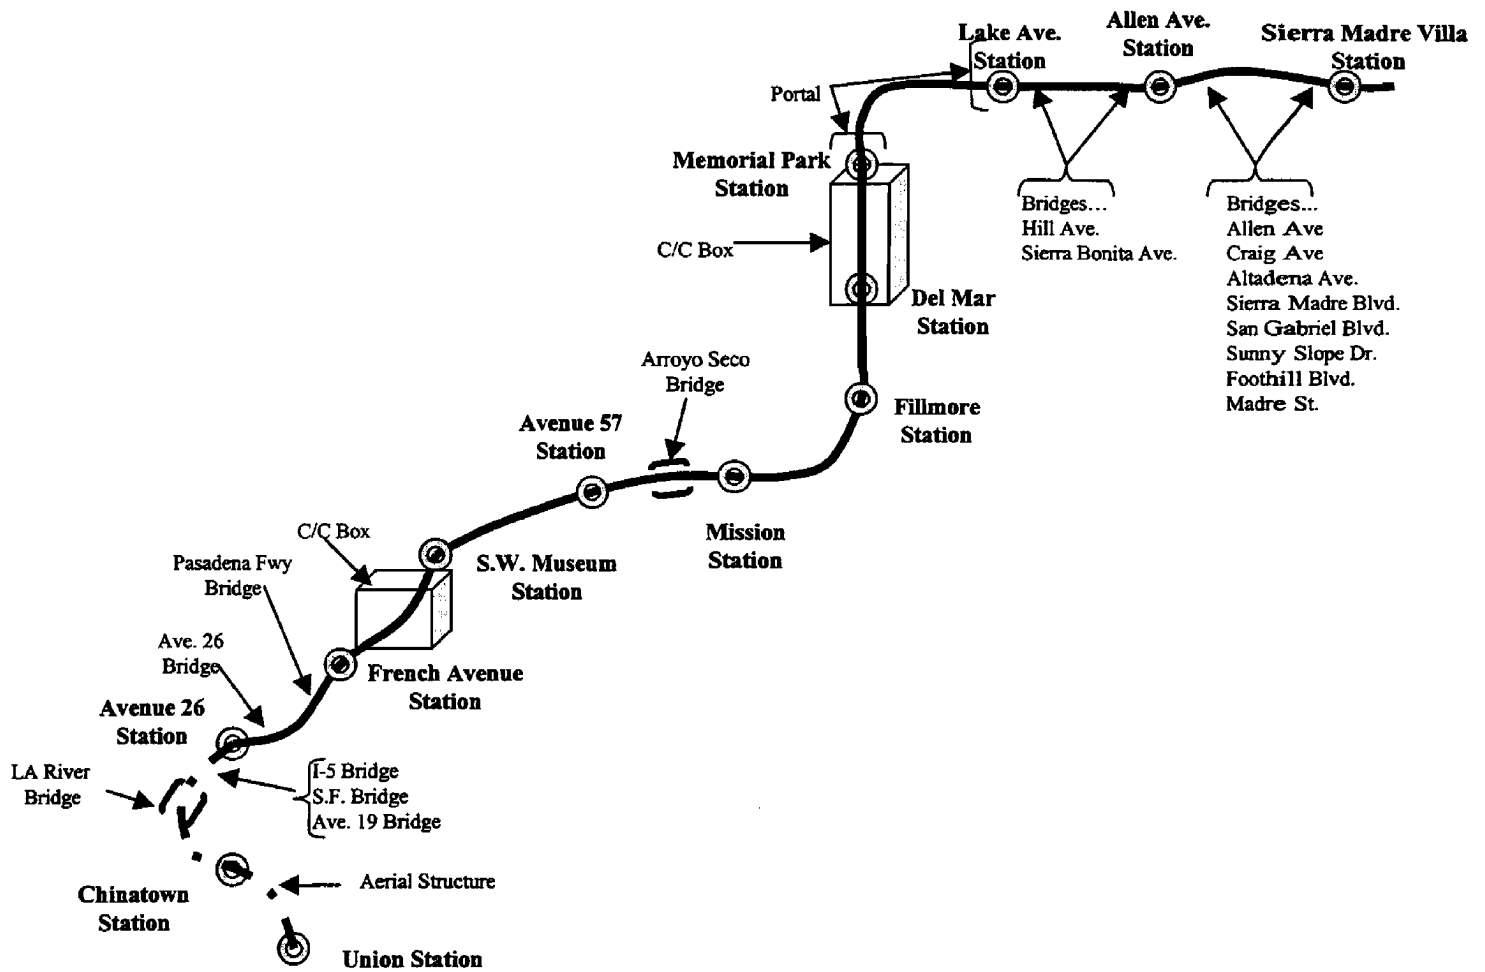 Lake Ave.
Station
Allen Ave.
Station
Sierra Madre Villa
Station
Portal
Memorial Park
Station
Bridges...
Hill Ave.
Sierra Bonita Ave.
Bridges...
Allen Ave
Craig Ave
Altadena Ave.
Sierra Madre Blvd.
San Gabriel Blvd.
Sunny Slope Dr.
Foothill Blvd.
Madre St.
C/C Box
Del Mar
Station
Arroyo Seco
Bridge
Fillmore
Station
Avenue 57
Station
Mission
Station
C/C Box
S.W. Museum
Station
Pasadena Fwy
Bridge
Ave. 26
Bridge
French Avenue
Station
Avenue 26
Station
LA River
Bridge
I-5 Bridge
S.F. Bridge
Ave. 19 Bridge
Chinatown
Station
Aerial Structure
Union Station